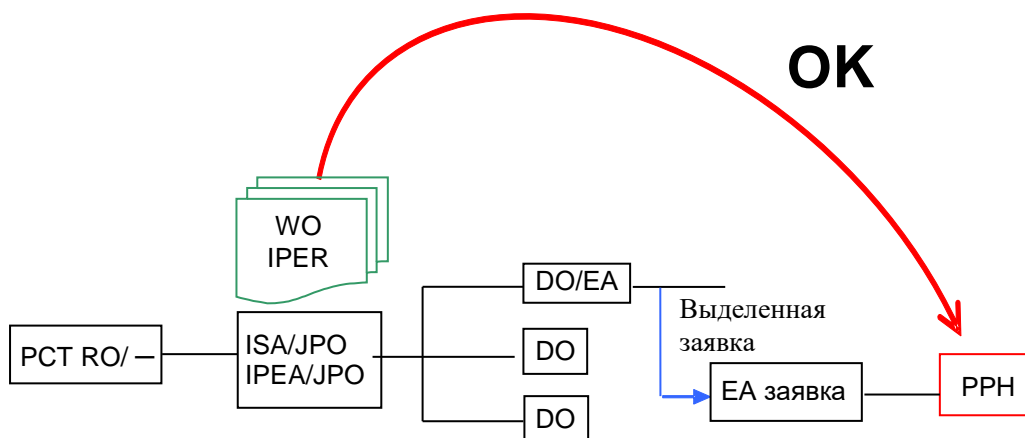 OK
WO
IPER
DO/EA
Выделенная
заявка
PCT RO/ —
ISA/JPO
IPEA/JPO
DO
EA заявка
PPH
DO